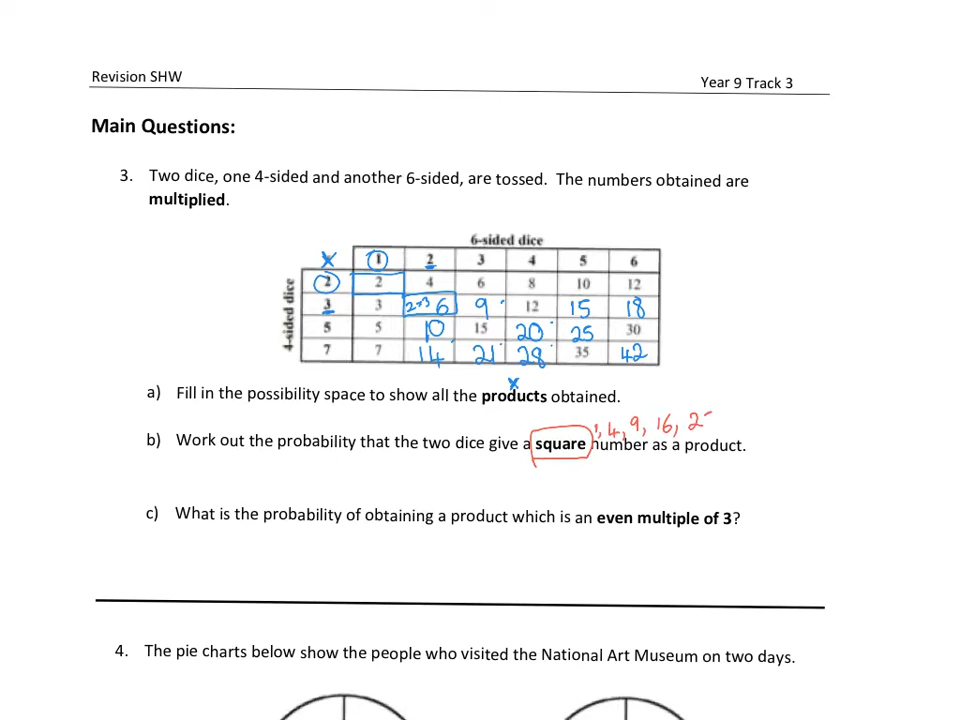 Revision SHW
Year 9 Track 3
Main Questions:
3. Two dice, one 4-sided and another 6-sided, are tossed. The numbers obtained are
multiplied.
6-sided dice
4-sided dice
x 1 2 3 4 5 6
2 2 4 6 8 10 12
3 3 2×3 6 9 12 15 18
5 5 10 15 20 25 30
7 7 14 21 28 35 42
x
a) Fill in the possibility space to show all the products obtained.
1, 4, 9, 16, 2
b) Work out the probability that the two dice give a square number as a product.
c) What is the probability of obtaining a product which is an even multiple of 3?
4. The pie charts below show the people who visited the National Art Museum on two days.